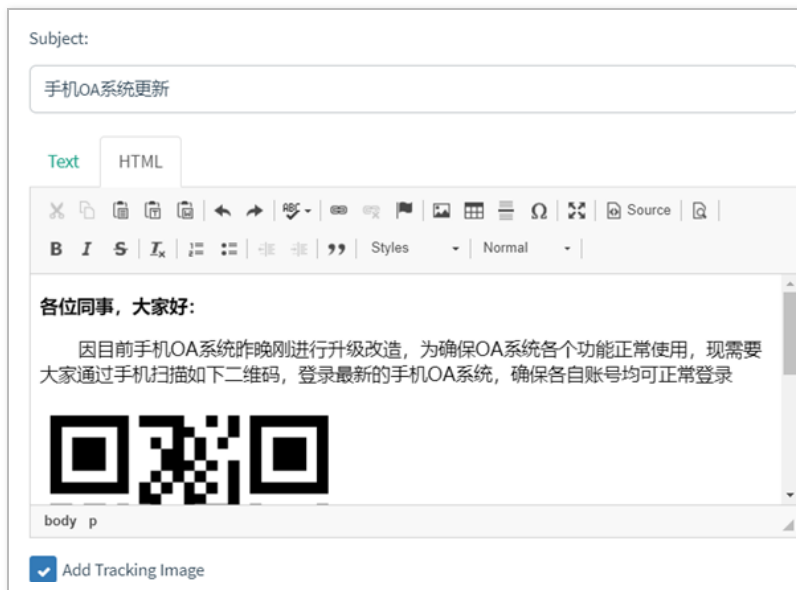 Subject:
手机OA系统更新
Text HTML
ABC Source
B I S Ix Styles Normal
各位同事，大家好：
因目前手机OA系统昨晚刚进行升级改造，为确保OA系统各个功能正常使用，现需要
大家通过手机扫描如下二维码，登录最新的手机OA系统，确保各自账号均可正常登录
body p
Add Tracking Image